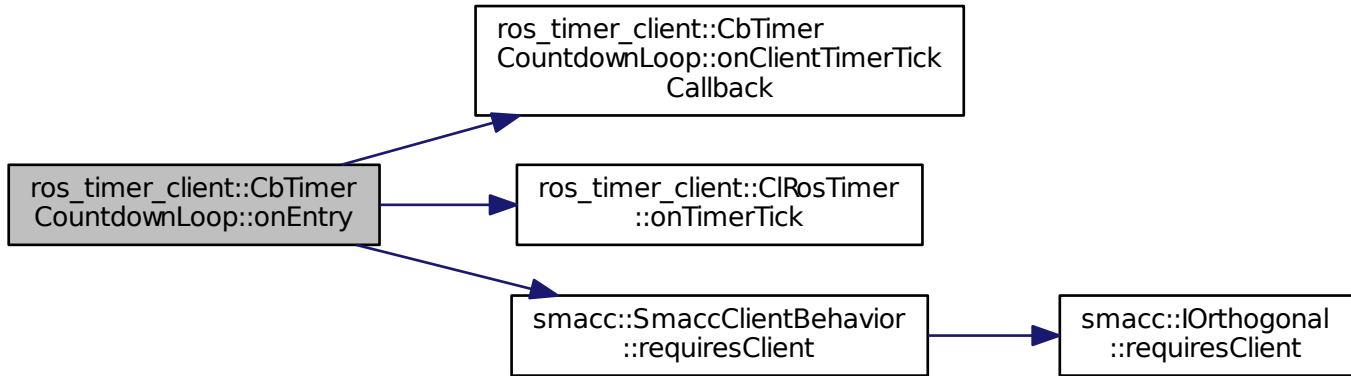 ros_timer_client::CbTimer
CountdownLoop::onClientTimerTick
Callback
ros_timer_client::CbTimer
CountdownLoop::onEntry
ros_timer_client::ClRosTimer
::onTimerTick
smacc::SmaccClientBehavior
::requiresClient
smacc::IOrthogonal
::requiresClient